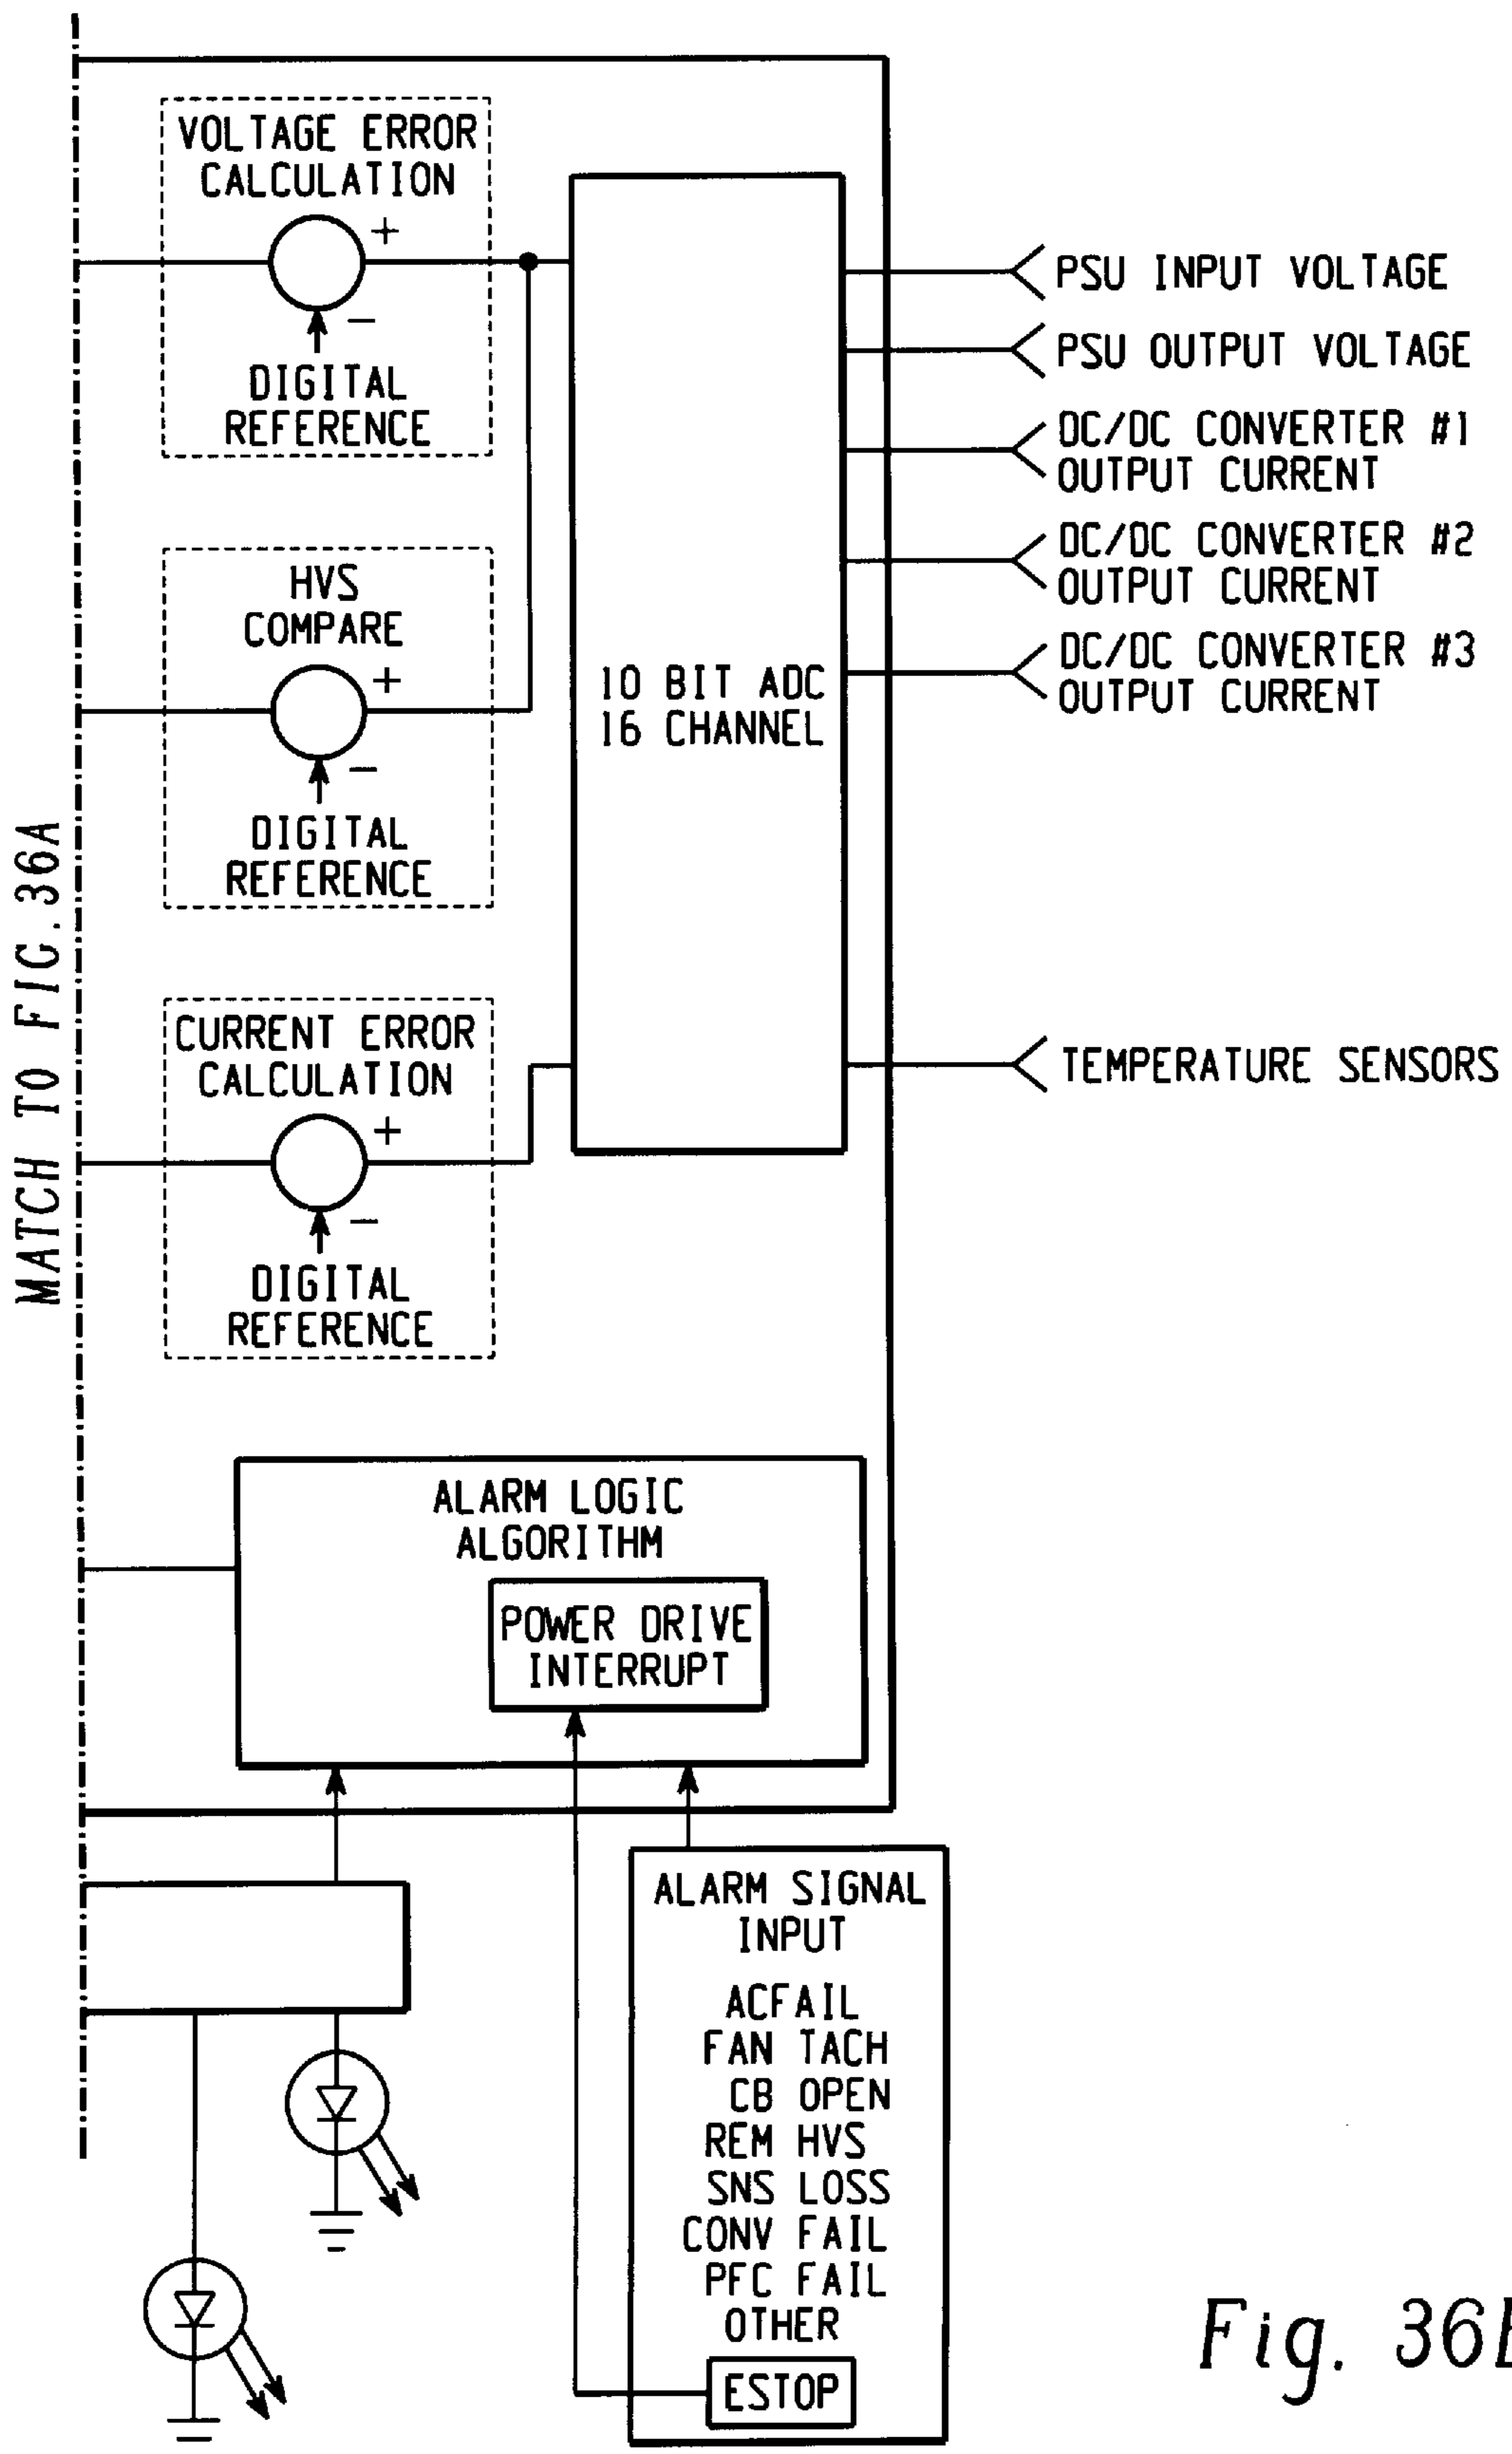 MATCH TO FIG. 36A
VOLTAGE ERROR
CALCULATION
+
−
DIGITAL
REFERENCE
HVS
COMPARE
+
−
DIGITAL
REFERENCE
CURRENT ERROR
CALCULATION
+
−
DIGITAL
REFERENCE
10 BIT ADC
16 CHANNEL
PSU INPUT VOLTAGE
PSU OUTPUT VOLTAGE
DC/DC CONVERTER #1
OUTPUT CURRENT
DC/DC CONVERTER #2
OUTPUT CURRENT
DC/DC CONVERTER #3
OUTPUT CURRENT
TEMPERATURE SENSORS
ALARM LOGIC
ALGORITHM
POWER DRIVE
INTERRUPT
ALARM SIGNAL
INPUT
ACFAIL
FAN TACH
CB OPEN
REM HVS
SNS LOSS
CONV FAIL
PFC FAIL
OTHER
ESTOP
Fig. 36